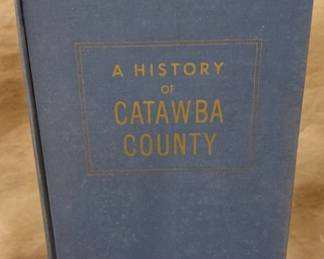 A HISTORY
OF
CATAWBA
COUNTY